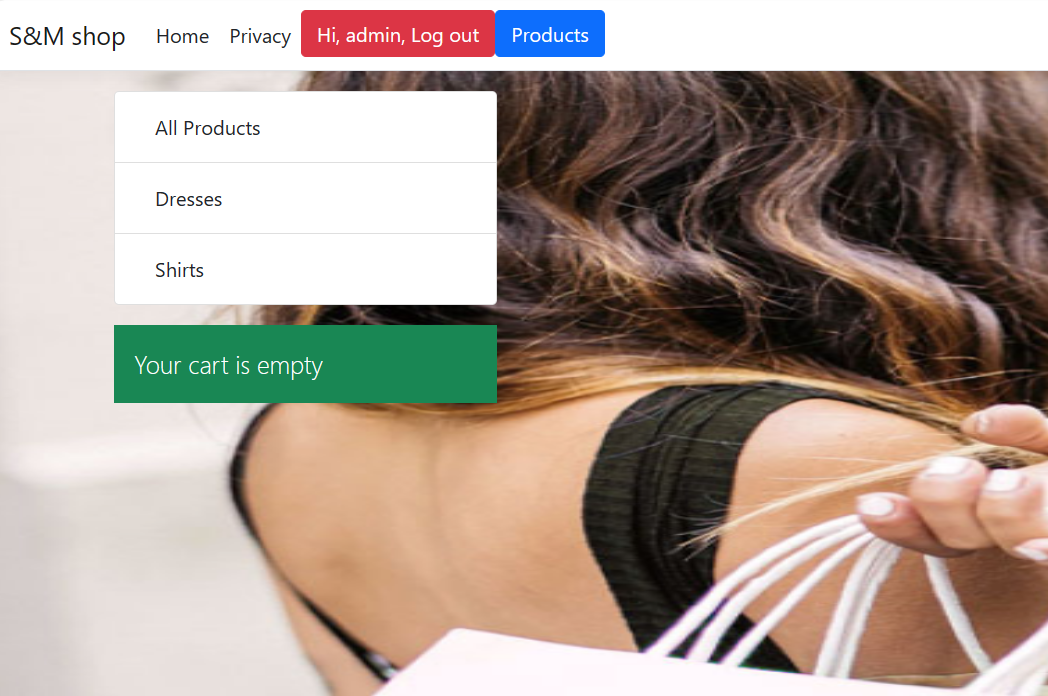 S&M shop Home Privacy Hi, admin, Log out Products
All Products
Dresses
Shirts
Your cart is empty